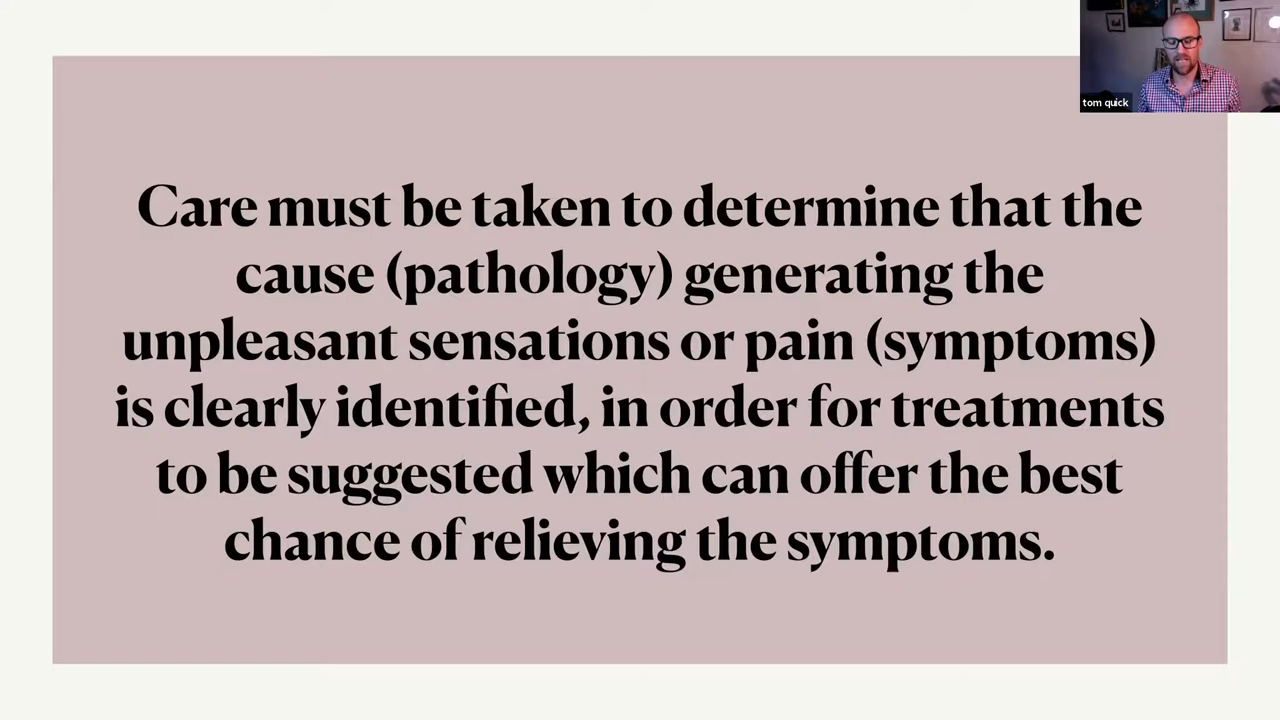 Care must be taken to determine that the
cause (pathology) generating the
unpleasant sensations or pain (symptoms)
is clearly identified, in order for treatments
to be suggested which can offer the best
chance of relieving the symptoms.
tom quick